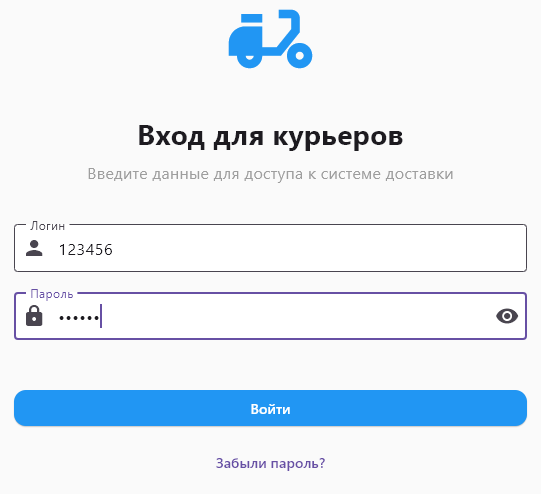 Вход для курьеров
Введите данные для доступа к системе доставки
Логин
123456
Пароль
••••••
Войти
Забыли пароль?